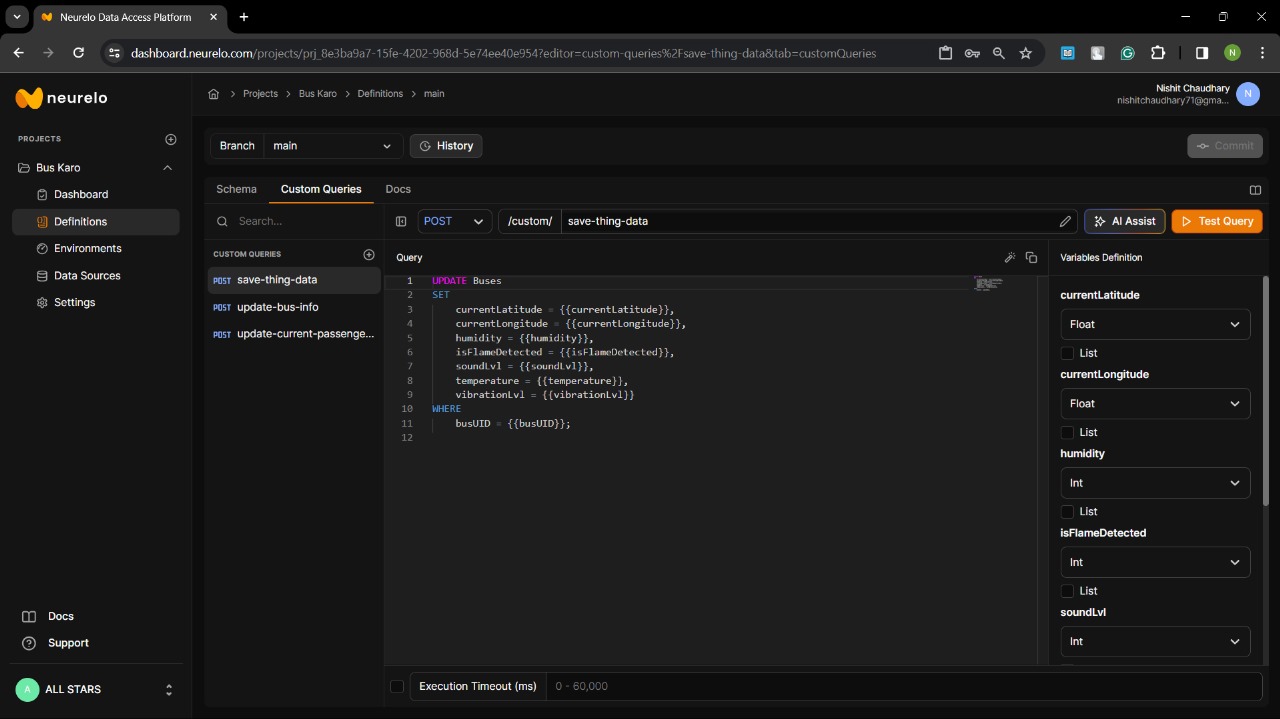 Neurelo Data Access Platform
dashboard.neurelo.com/projects/prj_8e3ba9a7-15fe-4202-968d-5e74ee40e954?editor=custom-queries%2Fsave-thing-data&tab=customQueries
N
neurelo
Projects > Bus Karo > Definitions > main
Nishit Chaudhary
nishitchaudhary71@gma...
N
PROJECTS
Bus Karo
Dashboard
Definitions
Environments
Data Sources
Settings
Docs
Support
A ALL STARS
Branch main
History
Commit
Schema Custom Queries Docs
Search...
CUSTOM QUERIES
POST save-thing-data
POST update-bus-info
POST update-current-passenge...
POST /custom/ save-thing-data
AI Assist
Test Query
Query
1 UPDATE Buses
2 SET
3 currentLatitude = {{currentLatitude}},
4 currentLongitude = {{currentLongitude}},
5 humidity = {{humidity}},
6 isFlameDetected = {{isFlameDetected}},
7 soundLvl = {{soundLvl}},
8 temperature = {{temperature}},
9 vibrationLvl = {{vibrationLvl}}
10 WHERE
11 busUID = {{busUID}};
12
Variables Definition
currentLatitude
Float
List
currentLongitude
Float
List
humidity
Int
List
isFlameDetected
Int
List
soundLvl
Int
Execution Timeout (ms) 0 - 60,000